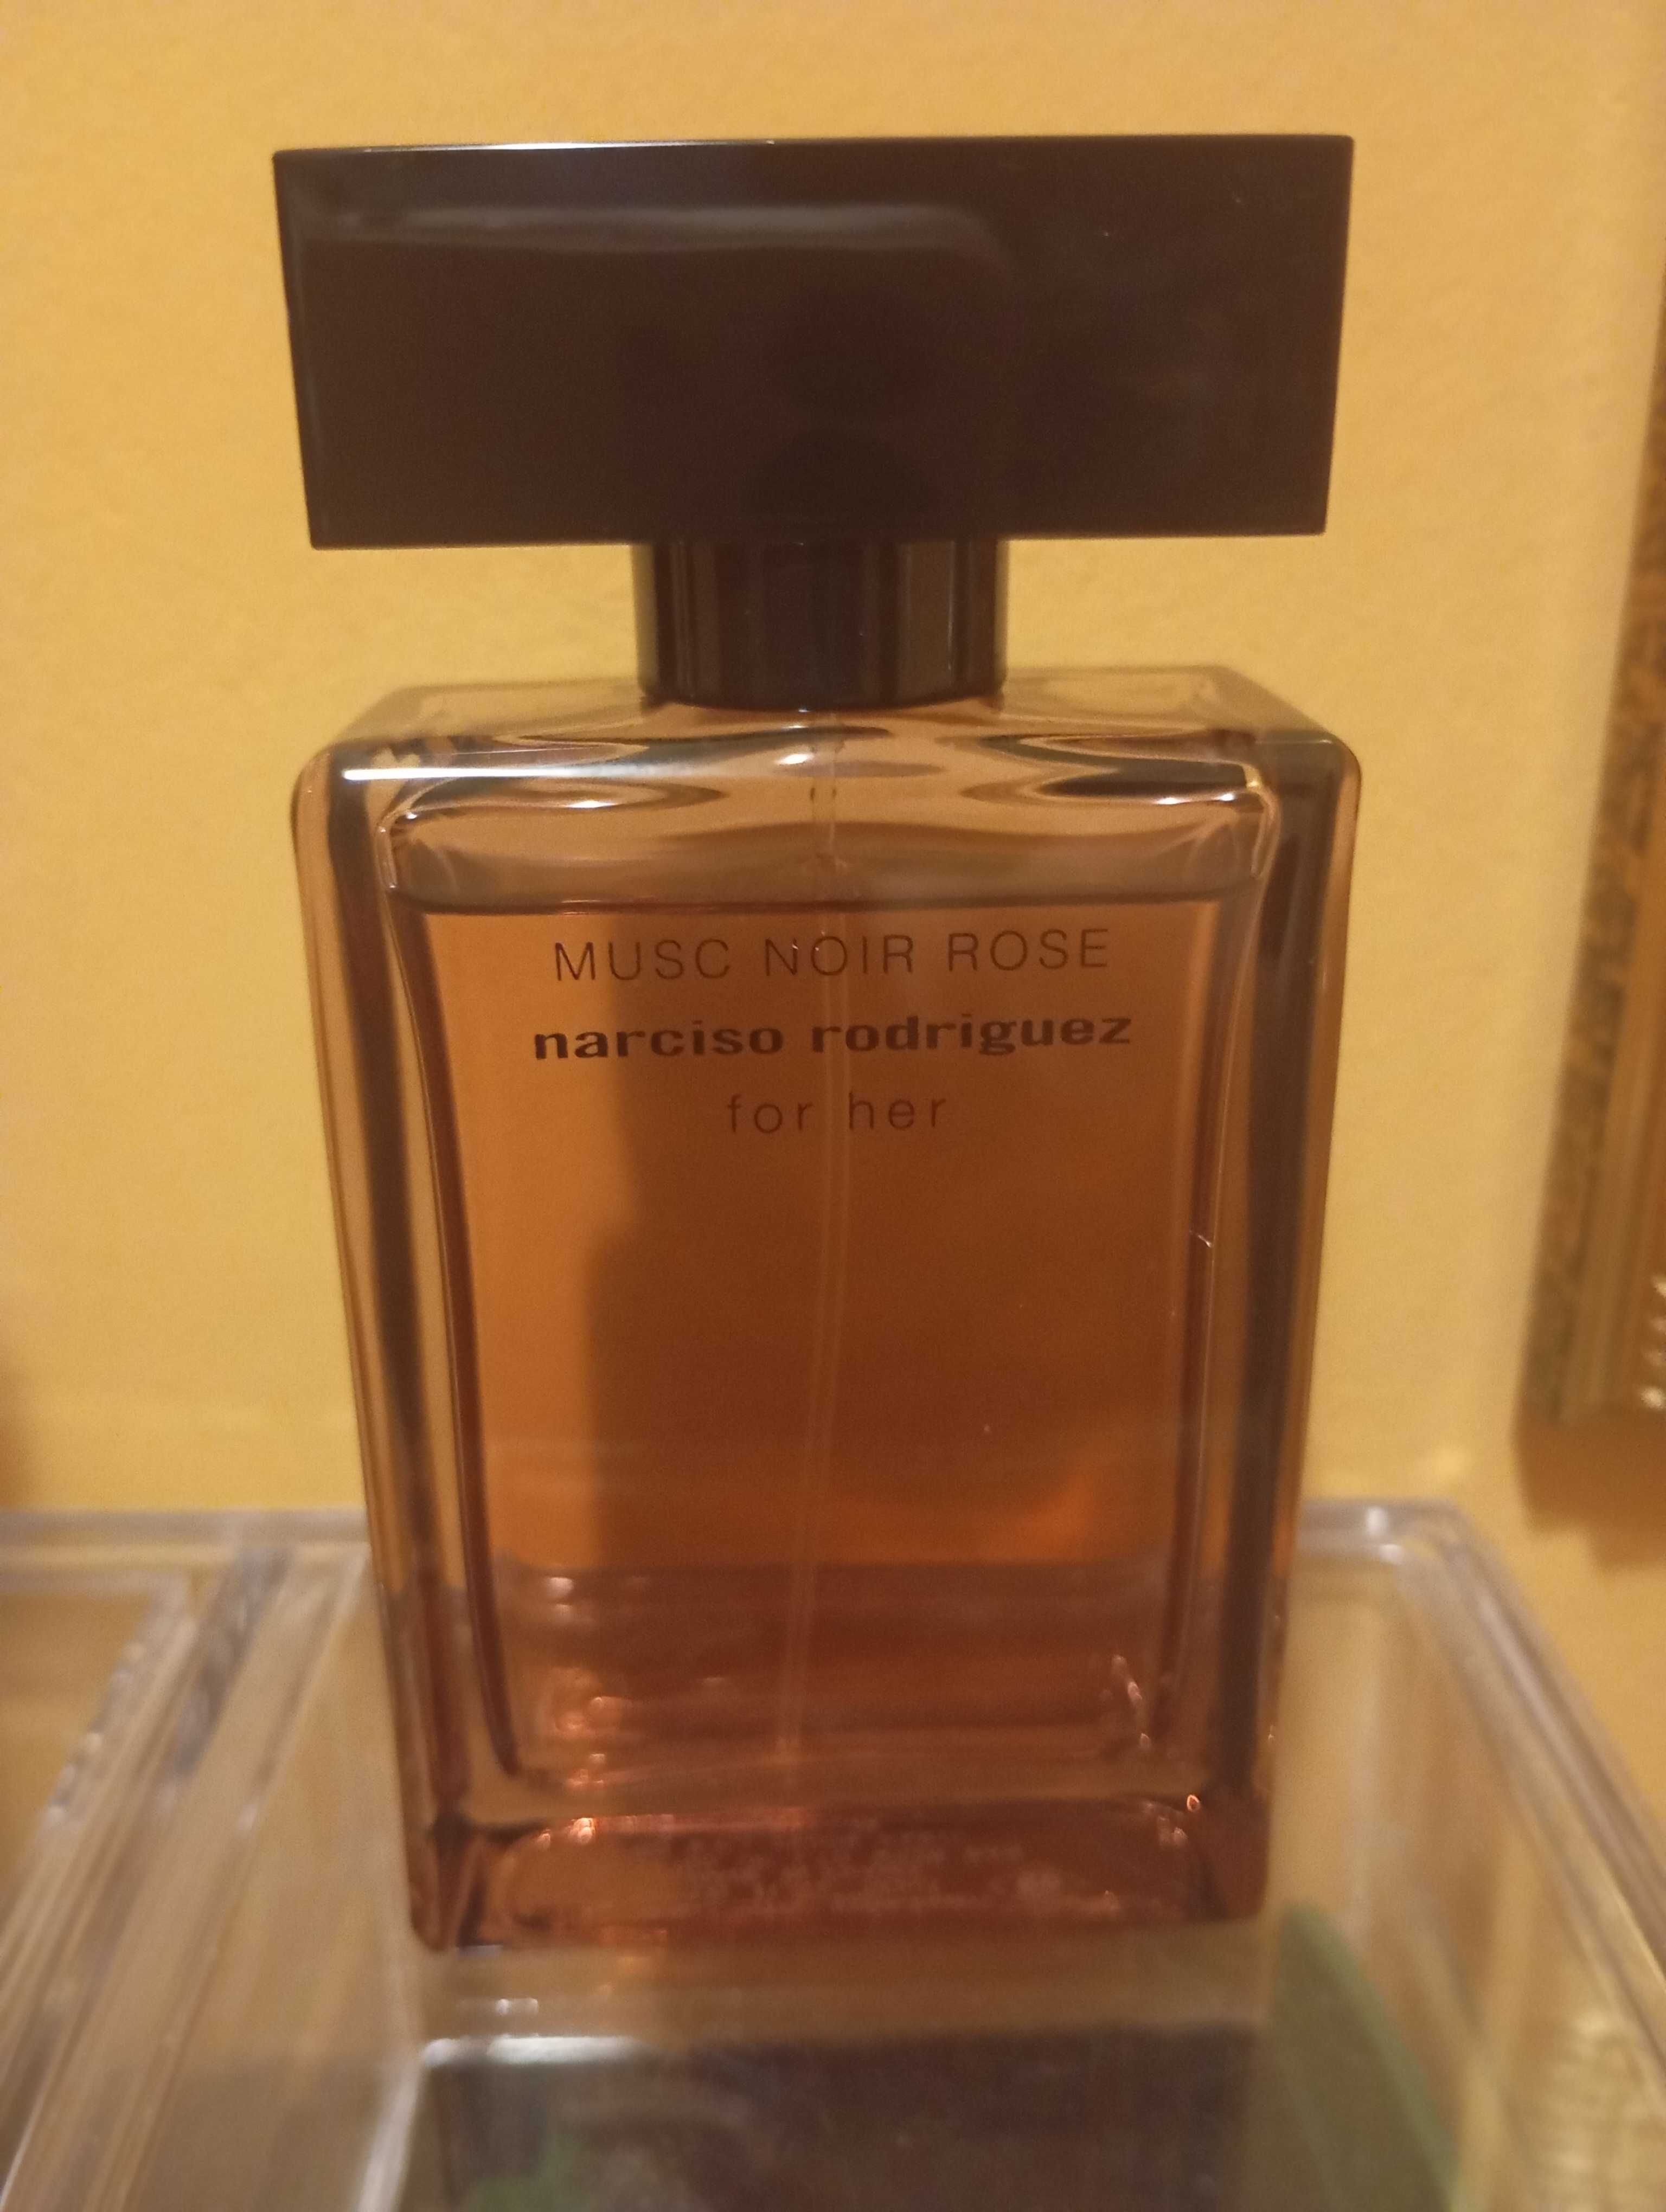 MUSC NOIR ROSE
narciso rodriguez
for her